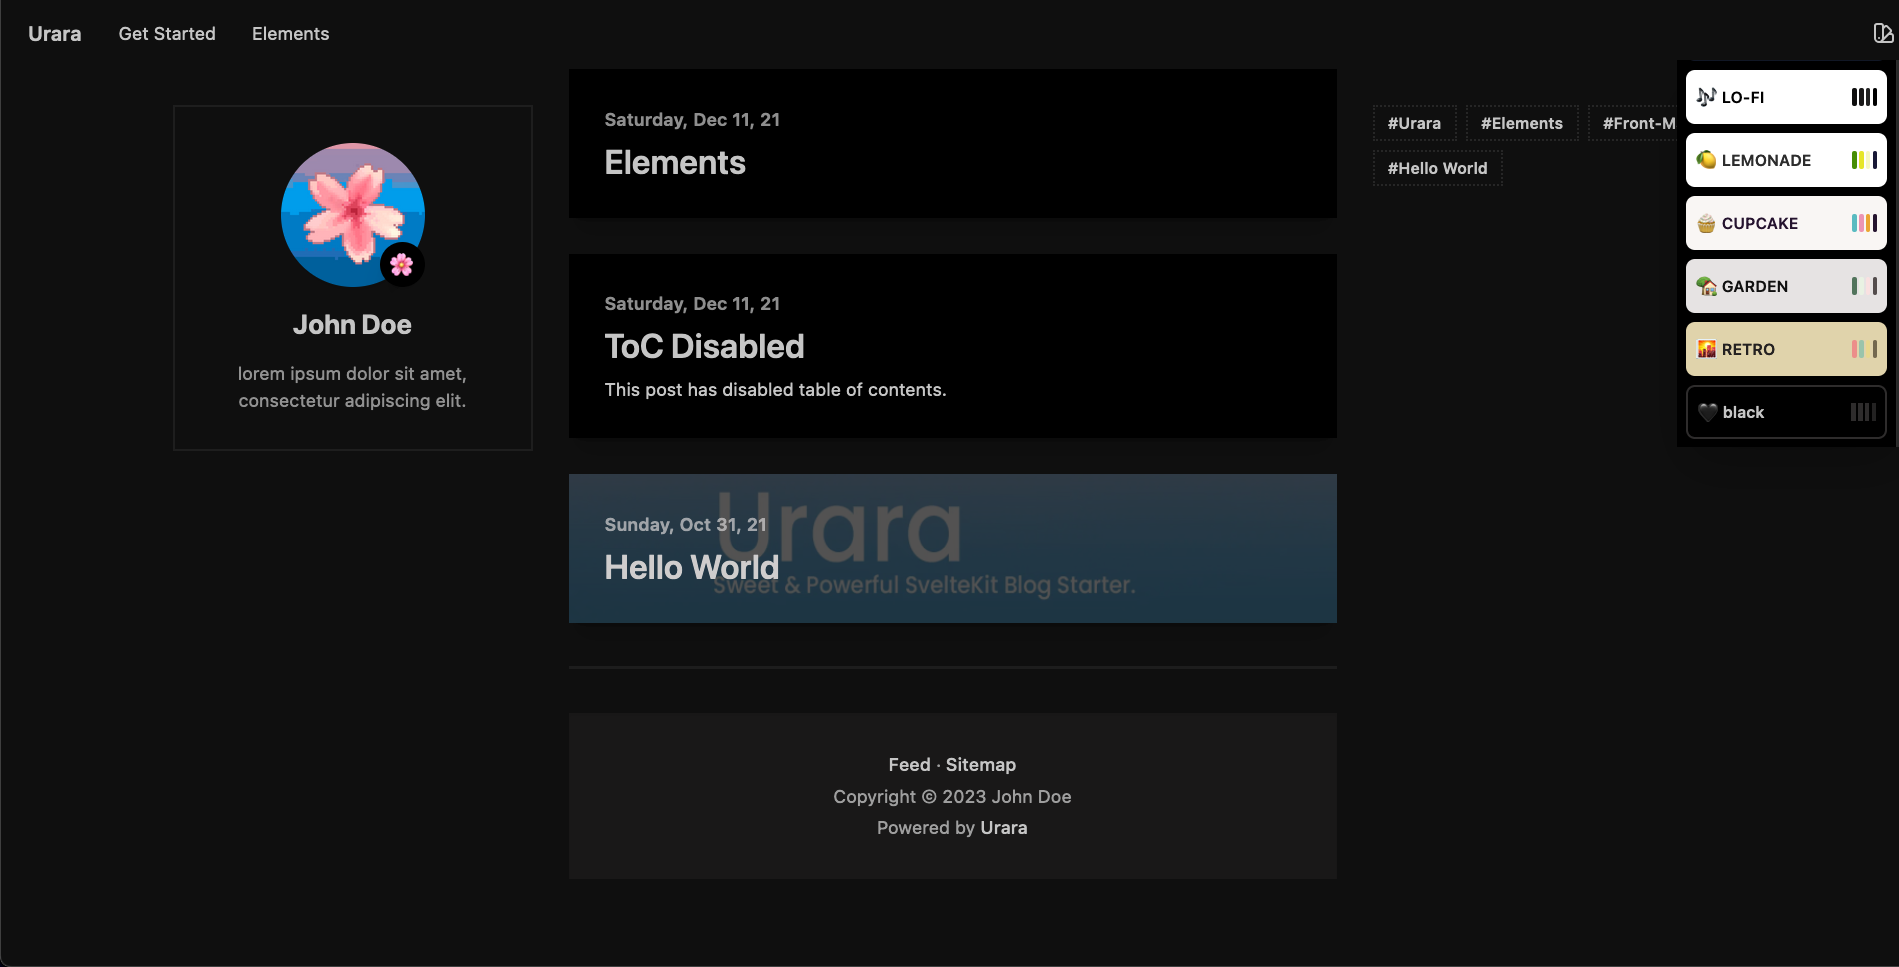 Urara
Get Started
Elements
John Doe
lorem ipsum dolor sit amet,
consectetur adipiscing elit.
Saturday, Dec 11, 21
Elements
Saturday, Dec 11, 21
ToC Disabled
This post has disabled table of contents.
Urara
Sunday, Oct 31, 21
Hello World
Sweet & Powerful SvelteKit Blog Starter.
Feed · Sitemap
Copyright © 2023 John Doe
Powered by Urara
#Urara
#Elements
#Front-M
#Hello World
LO-FI
LEMONADE
CUPCAKE
GARDEN
RETRO
black